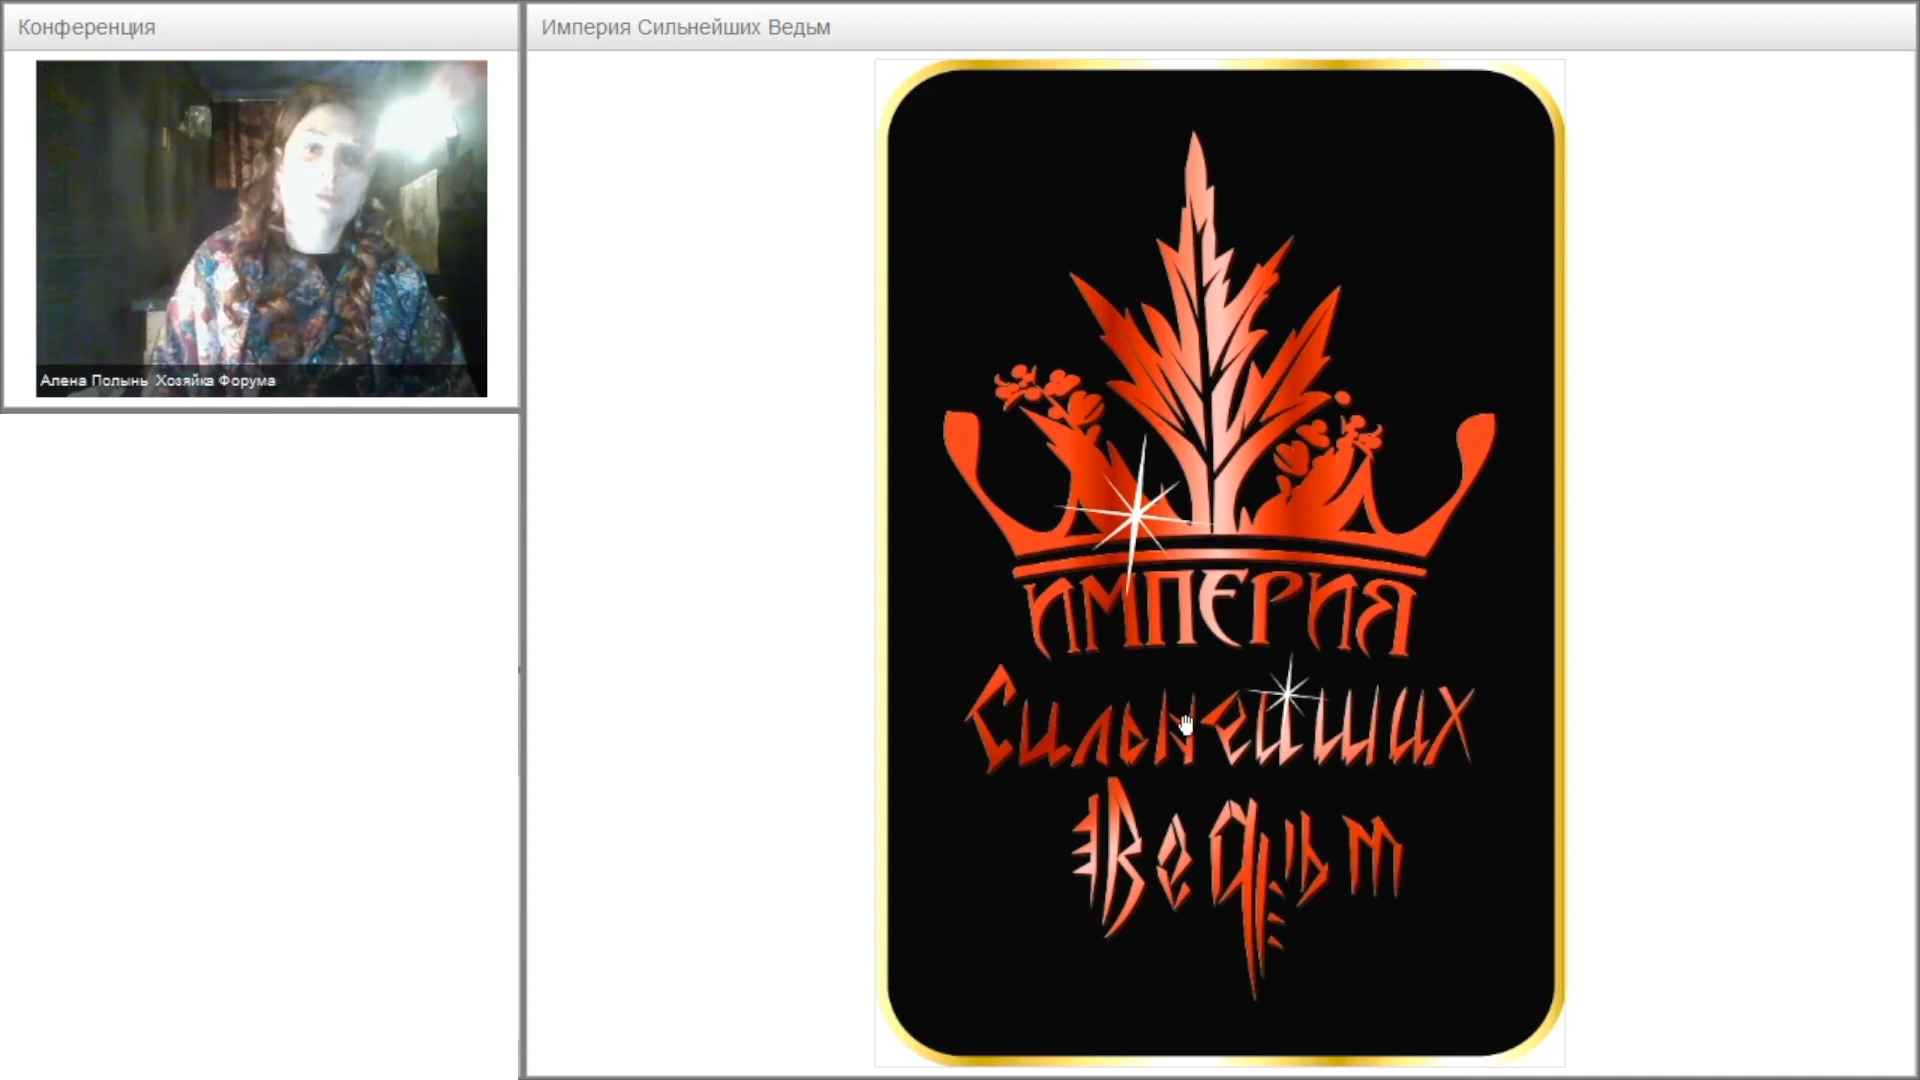 Конференция
Империя Сильнейших Ведьм
Алена Полынь Хозяйка Форума
ИМПЕРИЯ
Сильнейших
Ведьм